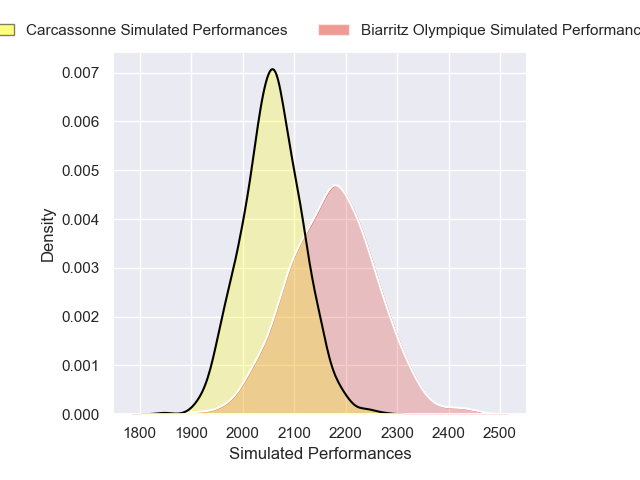 Carcassonne Simulated Performances
Biarritz Olympique Simulated Performanc
0.007
0.006
0.005
0.004
0.003
0.002
0.001
0.000
Density
1800 1900 2000 2100 2200 2300 2400 2500
Simulated Performances